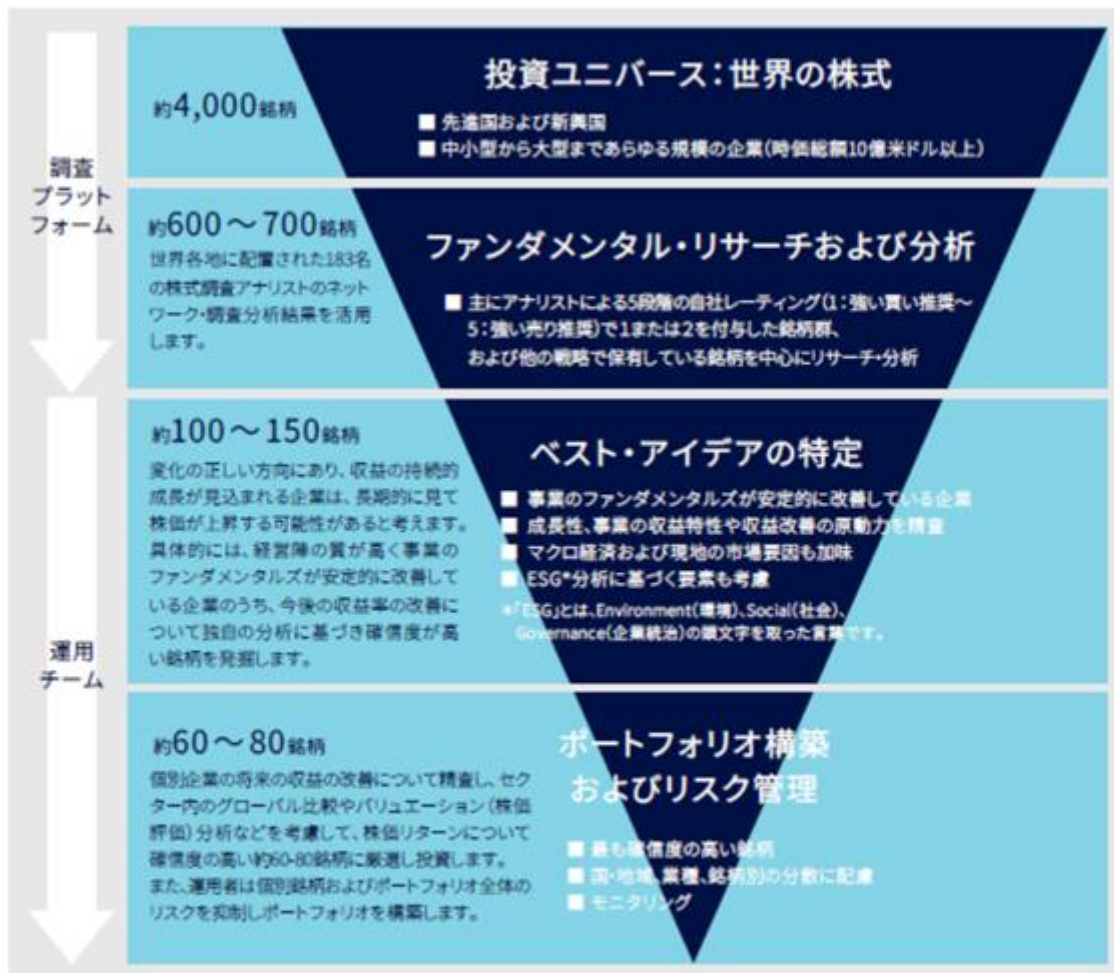 調査
プラット
フォーム
約4,000銘柄
投資ユニバース：世界の株式
■ 先進国および新興国
■ 中小型から大型まであらゆる規模の企業（時価総額10億米ドル以上）
約600～700銘柄
世界各地に配置された183名
の株式調査アナリストのネット
ワーク・調査分析結果を活用
します。
ファンダメンタル・リサーチおよび分析
■ 主にアナリストによる5段階の自社レーティング（1：強い買い推奨～
5：強い売り推奨）で1または2を付与した銘柄群、
および他の戦略で保有している銘柄を中心にリサーチ・分析
運用
チーム
約100～150銘柄
変化の正しい方向にあり、収益の持続的
成長が見込まれる企業は、長期的に見て
株価が上昇する可能性があると考えます。
具体的には、経営陣の質が高く事業の
ファンダメンタルズが安定的に改善して
いる企業のうち、今後の収益率の改善に
ついて独自の分析に基づき確信度が高
い銘柄を発掘します。
ベスト・アイデアの特定
■ 事業のファンダメンタルズが安定的に改善している企業
■ 成長性、事業の収益特性や収益改善の原動力を精査
■ マクロ経済および現地の市場要因も加味
■ ESG*分析に基づく要素も考慮
*「ESG」とは、Environment（環境）、Social（社会）、
Governance（企業統治）の頭文字を取った言葉です。
約60～80銘柄
個別企業の将来の収益の改善について精査し、セク
ター内のグローバル比較やバリュエーション（株価
評価）分析などを考慮して、株価リターンについて
確信度の高い約60-80銘柄に厳選し投資します。
また、運用者は個別銘柄およびポートフォリオ全体の
リスクを抑制しポートフォリオを構築します。
ポートフォリオ構築
およびリスク管理
■ 最も確信度の高い銘柄
■ 国・地域、業種、銘柄別の分散に配慮
■ モニタリング